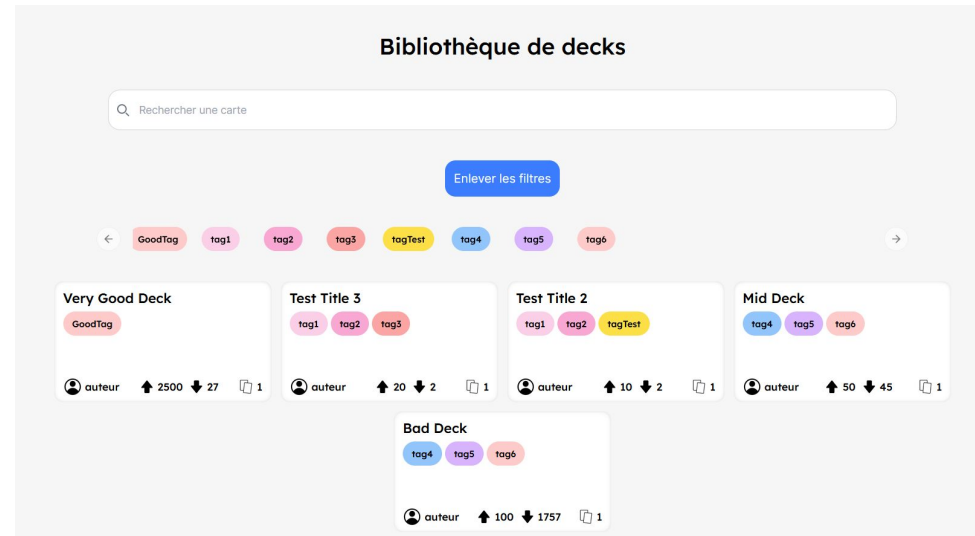 Bibliothèque de decks
Rechercher une carte
Enlever les filtres
GoodTag tag1 tag2 tag3 tagTest tag4 tag5 tag6
Very Good Deck
GoodTag
auteur 2500 27 1
Test Title 3
tag1 tag2 tag3
auteur 20 2 1
Test Title 2
tag1 tag2 tagTest
auteur 10 2 1
Mid Deck
tag4 tag5 tag6
auteur 50 45 1
Bad Deck
tag4 tag5 tag6
auteur 100 1757 1